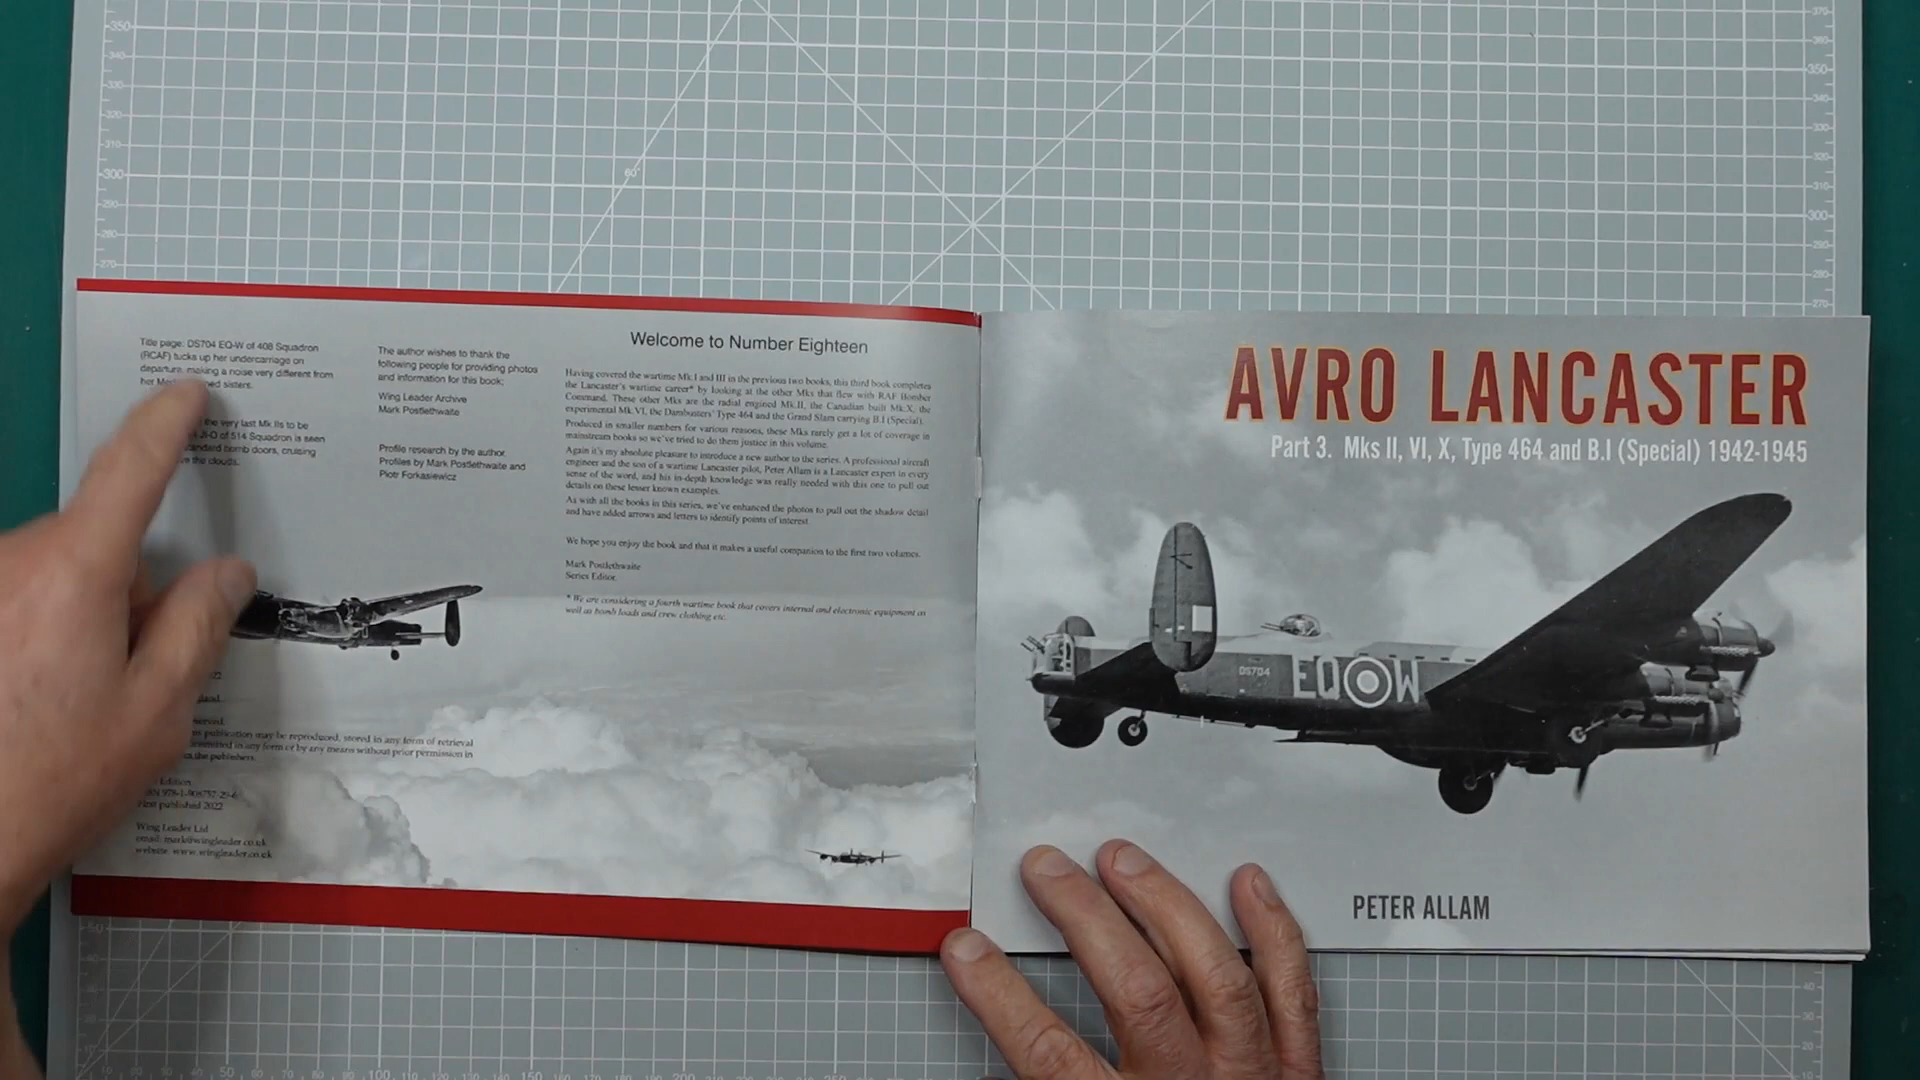 Title page: DS704 EQ-W of 408 Squadron
(RCAF) tucks up her undercarriage on
departure, making a noise very different from
her sisters.
the very last Mk.IIs to be
JI-O of 514 Squadron is seen
standard bomb doors, cruising
the clouds.
The author wishes to thank the
following people for providing photos
and information for this book;
Wing Leader Archive
Mark Postlethwaite
Profile research by the author.
Profiles by Mark Postlethwaite and
Piotr Forkasiewicz
reserved.
publication may be reproduced, stored in any form of retrieval
in any form or by any means without prior permission in
the publishers.
Edition
978-1-906757-29-6
First published 2022
Wing Leader Ltd
email: mark@wingleader.co.uk
website: www.wingleader.co.uk
Welcome to Number Eighteen
Having covered the wartime Mk.I and III in the previous two books, this third book completes
the Lancaster's wartime career* by looking at the other Mks that flew with RAF Bomber
Command. These other Mks are the radial engined Mk.II, the Canadian built Mk.X, the
experimental Mk.VI, the Dambusters' Type 464 and the Grand Slam carrying B.I (Special).
Produced in smaller numbers for various reasons, these Mks rarely get a lot of coverage in
mainstream books so we've tried to do them justice in this volume.
Again it's my absolute pleasure to introduce a new author to the series. A professional aircraft
engineer and the son of a wartime Lancaster pilot, Peter Allam is a Lancaster expert in every
sense of the word, and his in-depth knowledge was really needed with this one to pull out
details on these lesser known examples.
As with all the books in this series, we've enhanced the photos to pull out the shadow detail
and have added arrows and letters to identify points of interest.
We hope you enjoy the book and that it makes a useful companion to the first two volumes.
Mark Postlethwaite
Series Editor.
* We are considering a fourth wartime book that covers internal and electronic equipment as
well as bomb loads and crew clothing etc.
AVRO LANCASTER
Part 3. Mks II, VI, X, Type 464 and B.I (Special) 1942-1945
DS704
EQ W
PETER ALLAM